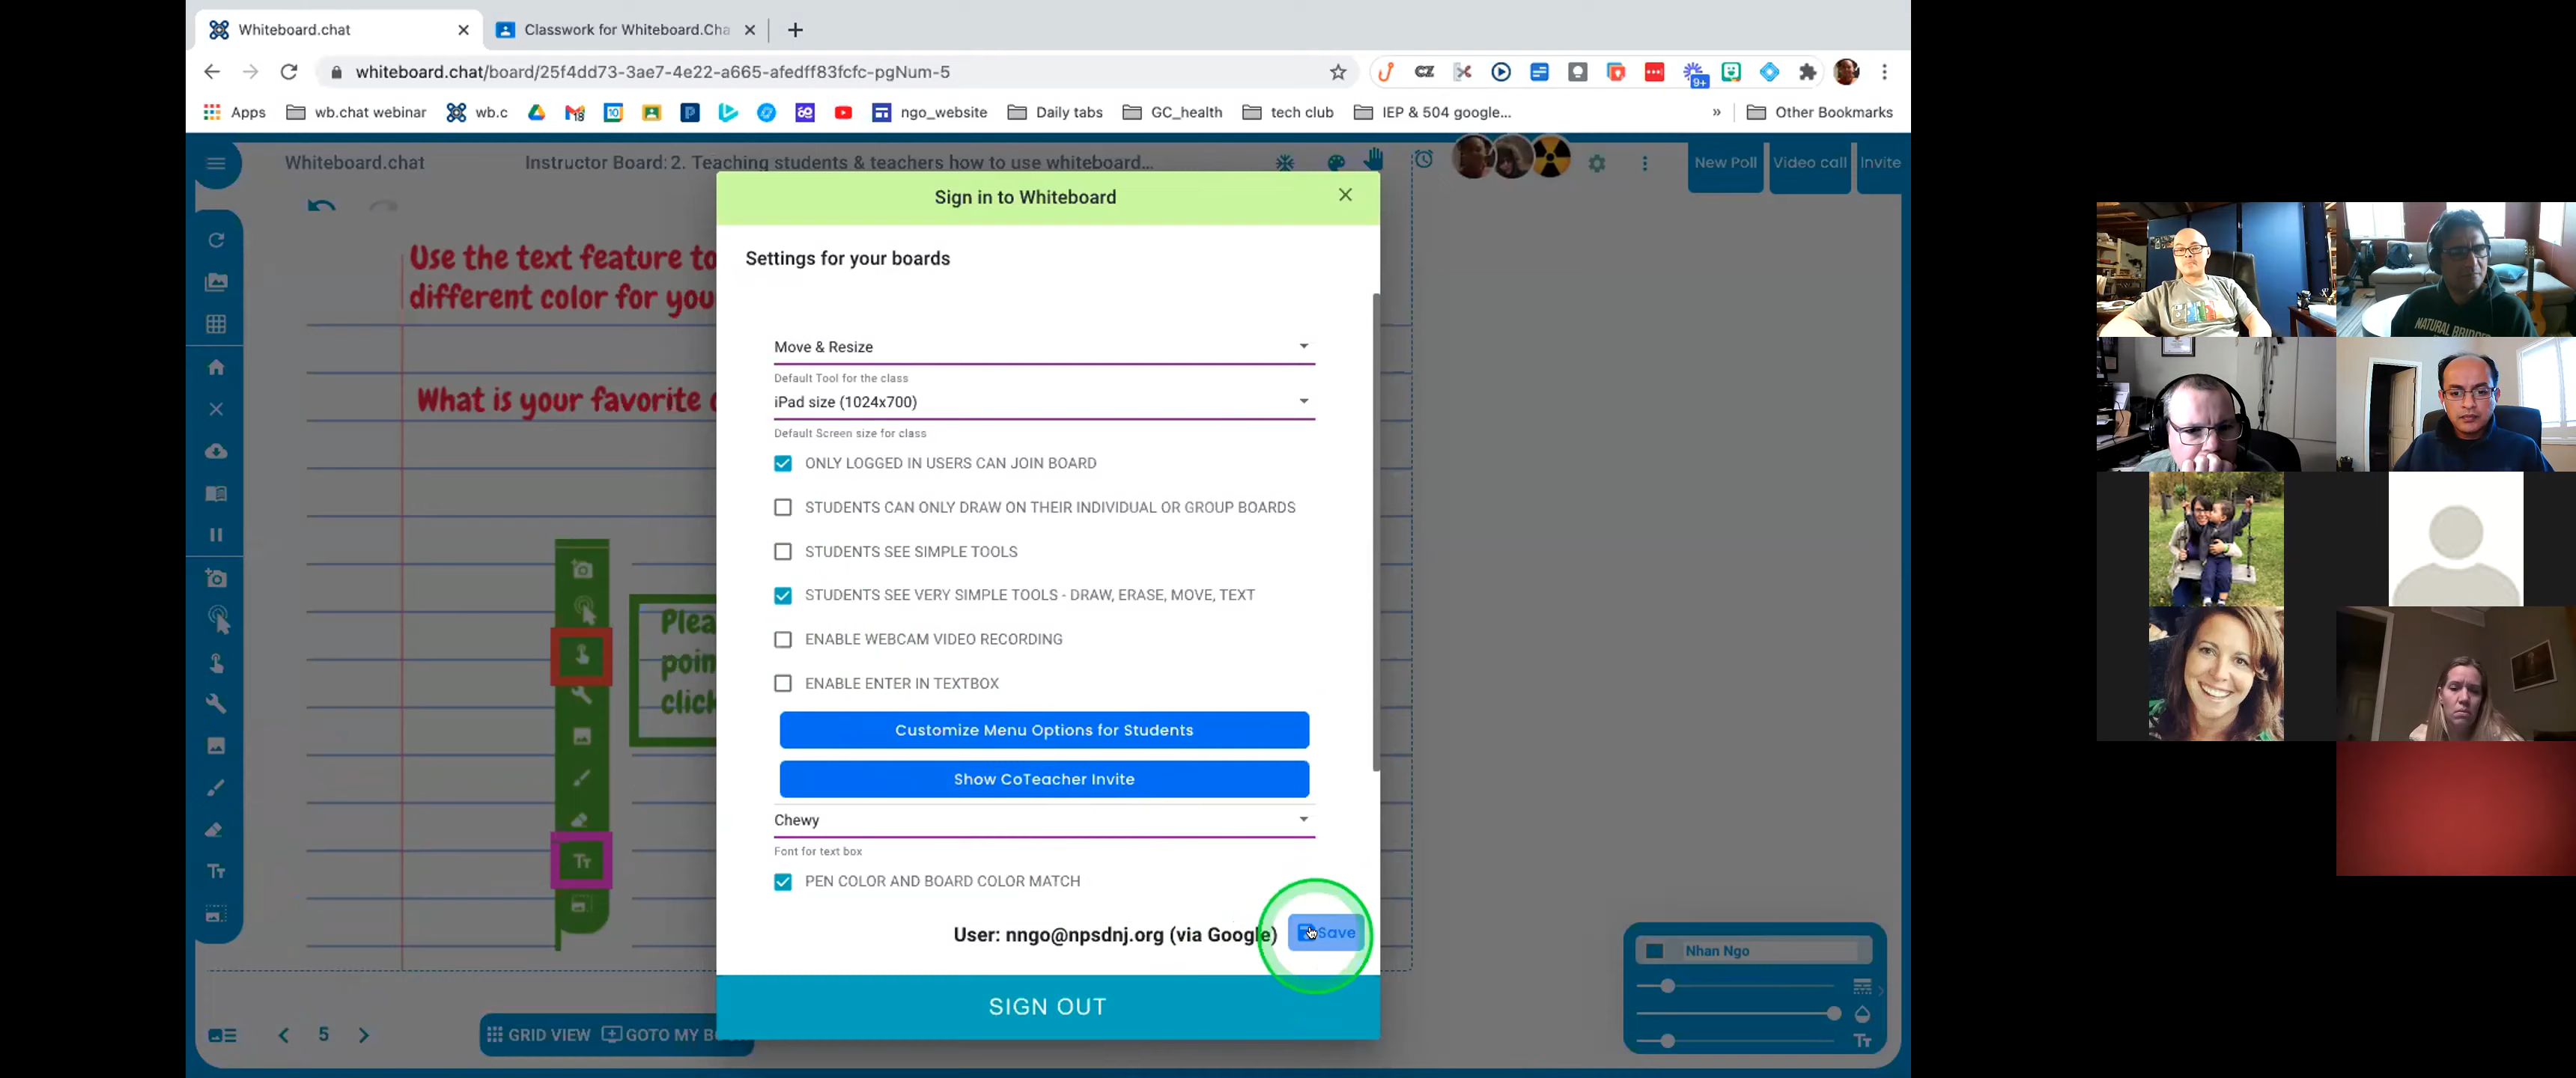 Whiteboard.chat
Classwork for Whiteboard.Cha
whiteboard.chat/board/25f4dd73-3ae7-4e22-a665-afedff83fcfc-pgNum-5
CZ
9+
Apps
wb.chat webinar
wb.c
ngo_website
Daily tabs
GC_health
tech club
IEP & 504 google...
»
Other Bookmarks
Whiteboard.chat
Instructor Board: 2. Teaching students & teachers how to use whiteboard...
New Poll
Video call
Invite
Sign in to Whiteboard
Use the text feature to
different color for you
What is your favorite
Plea
poin
click
Settings for your boards
Move & Resize
Default Tool for the class
iPad size (1024x700)
Default Screen size for class
ONLY LOGGED IN USERS CAN JOIN BOARD
STUDENTS CAN ONLY DRAW ON THEIR INDIVIDUAL OR GROUP BOARDS
STUDENTS SEE SIMPLE TOOLS
STUDENTS SEE VERY SIMPLE TOOLS - DRAW, ERASE, MOVE, TEXT
ENABLE WEBCAM VIDEO RECORDING
ENABLE ENTER IN TEXTBOX
Customize Menu Options for Students
Show CoTeacher Invite
Chewy
Font for text box
PEN COLOR AND BOARD COLOR MATCH
User: nngo@npsdnj.org (via Google)
Save
SIGN OUT
Tt
Tt
5
GRID VIEW
GOTO MY B
Nhan Ngo
Tt
NATURAL BRIDGE